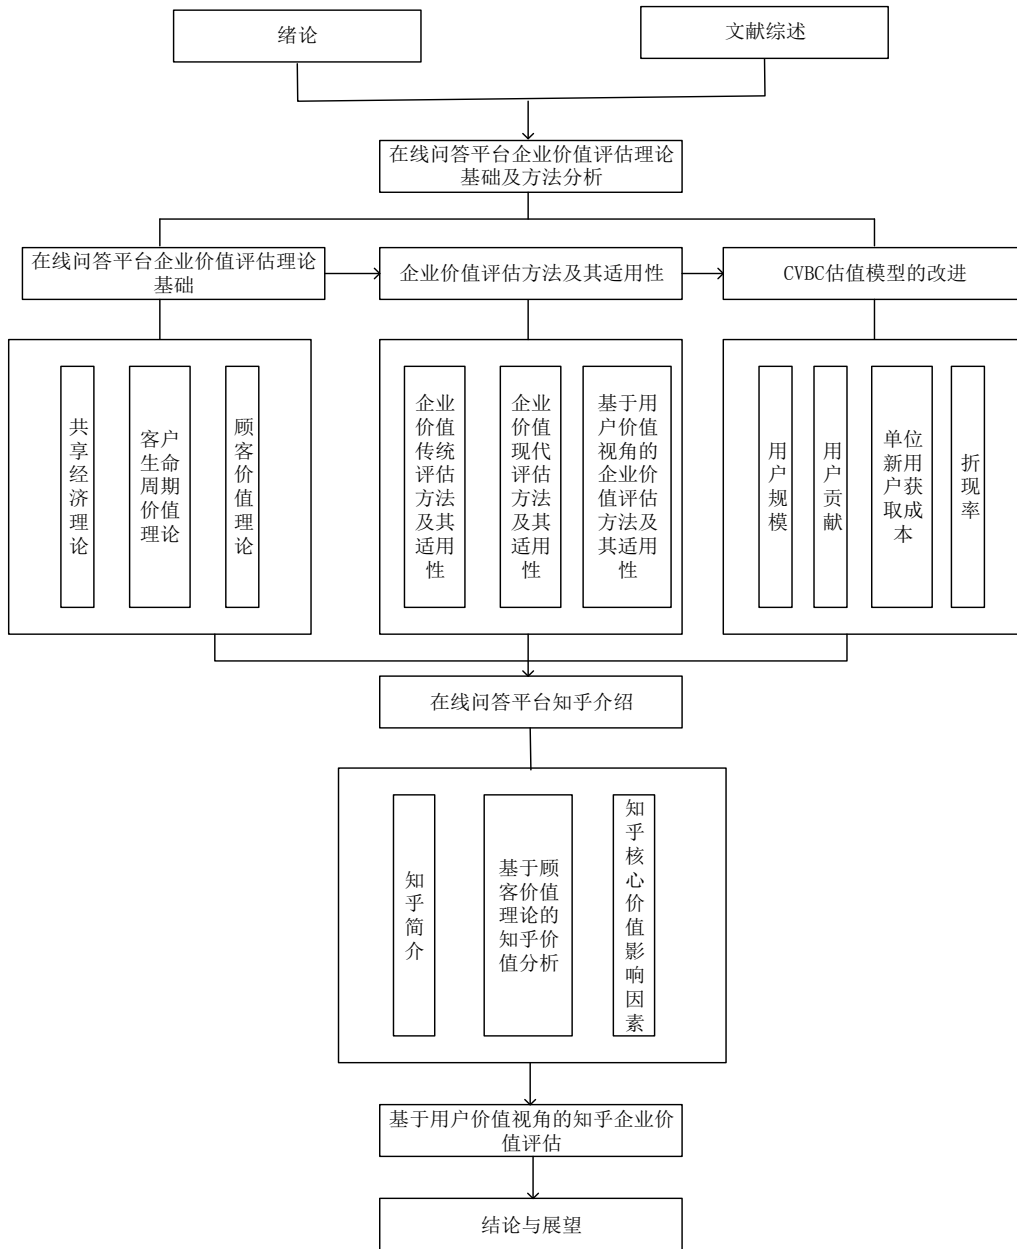 绪论
文献综述
在线问答平台企业价值评估理论
基础及方法分析
在线问答平台企业价值评估理论
基础
企业价值评估方法及其适用性
CVBC估值模型的改进
共享经济理论
客户
生命
周期
价值
理论
顾客价值理论
企业
价值
传统
评估
方法
及其
适用
性
企业
价值
现代
评估
方法
及其
适用
性
基于用
户价值
视角的
企业价
值评估
方法及
其适用
性
用户规模
用户贡献
单位
新用
户获
取成
本
折现率
在线问答平台知乎介绍
知乎简介
基于顾
客价值
理论的
知乎价
值分析
知乎核心价值影响因素
基于用户价值视角的知乎企业价
值评估
结论与展望